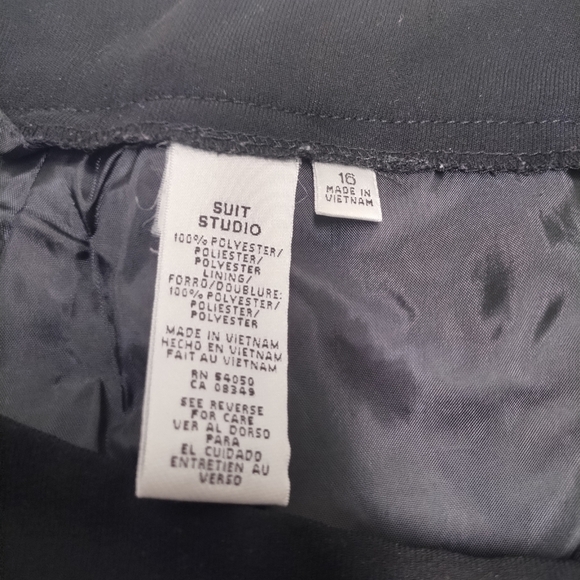 SUIT
STUDIO
100% POLYESTER/
POLIESTER/
POLYESTER
LINING/
FORRO/DOUBLURE:
100% POLYESTER/
POLIESTER/
POLYESTER
MADE IN VIETNAM
HECHO EN VIETNAM
FAIT AU VIETNAM
RN 54050
CA 08349
SEE REVERSE
FOR CARE
VER AL DORSO
PARA
EL CUIDADO
ENTRETIEN AU
VERSO
16
MADE IN
VIETNAM